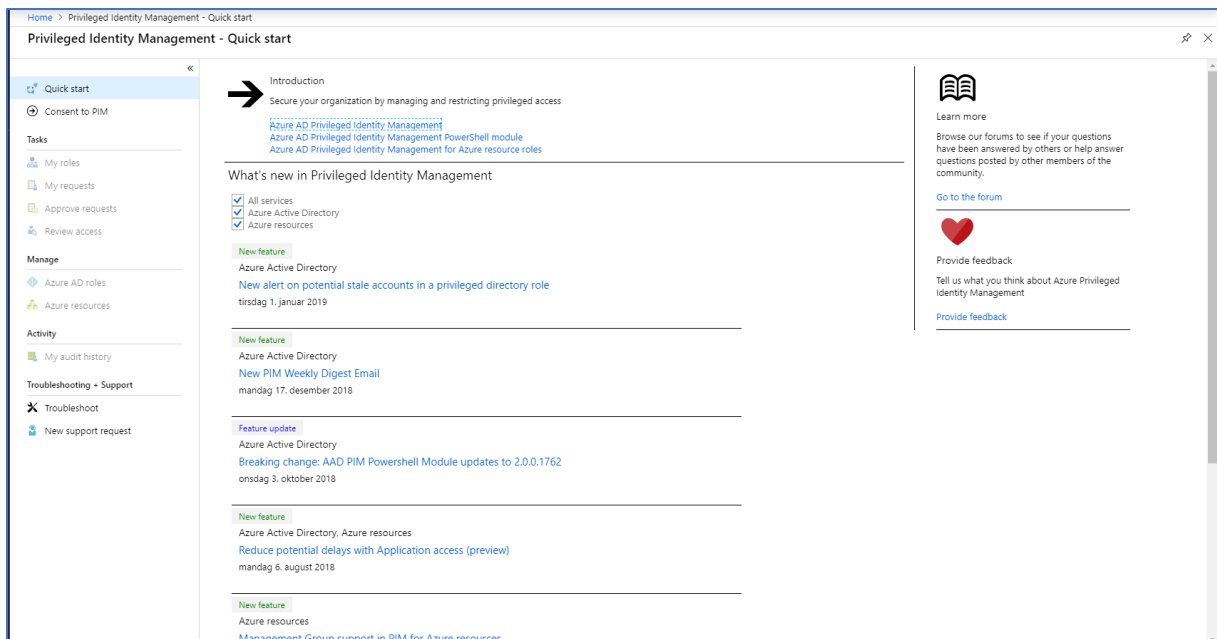 Home > Privileged Identity Management - Quick start
Privileged Identity Management - Quick start
«
Quick start
Consent to PIM
Tasks
My roles
My requests
Approve requests
Review access
Manage
Azure AD roles
Azure resources
Activity
My audit history
Troubleshooting + Support
Troubleshoot
New support request
Introduction
Secure your organization by managing and restricting privileged access
Azure AD Privileged Identity Management
Azure AD Privileged Identity Management PowerShell module
Azure AD Privileged Identity Management for Azure resource roles
What's new in Privileged Identity Management
All services
Azure Active Directory
Azure resources
New feature
Azure Active Directory
New alert on potential stale accounts in a privileged directory role
tirsdag 1. januar 2019
New feature
Azure Active Directory
New PIM Weekly Digest Email
mandag 17. desember 2018
Feature update
Azure Active Directory
Breaking change: AAD PIM Powershell Module updates to 2.0.0.1762
onsdag 3. oktober 2018
New feature
Azure Active Directory, Azure resources
Reduce potential delays with Application access (preview)
mandag 6. august 2018
New feature
Azure resources
Management Group support in PIM for Azure resources
Learn more
Browse our forums to see if your questions
have been answered by others or help answer
questions posted by other members of the
community.
Go to the forum
Provide feedback
Tell us what you think about Azure Privileged
Identity Management
Provide feedback